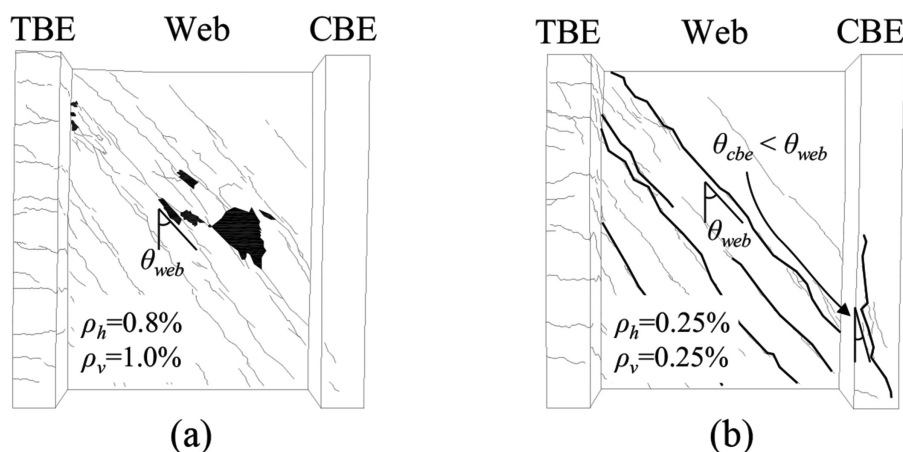 TBE Web CBE
θweb
ρh=0.8%
ρv=1.0%
(a)
TBE Web CBE
θcbe < θweb
θweb
ρh=0.25%
ρv=0.25%
(b)